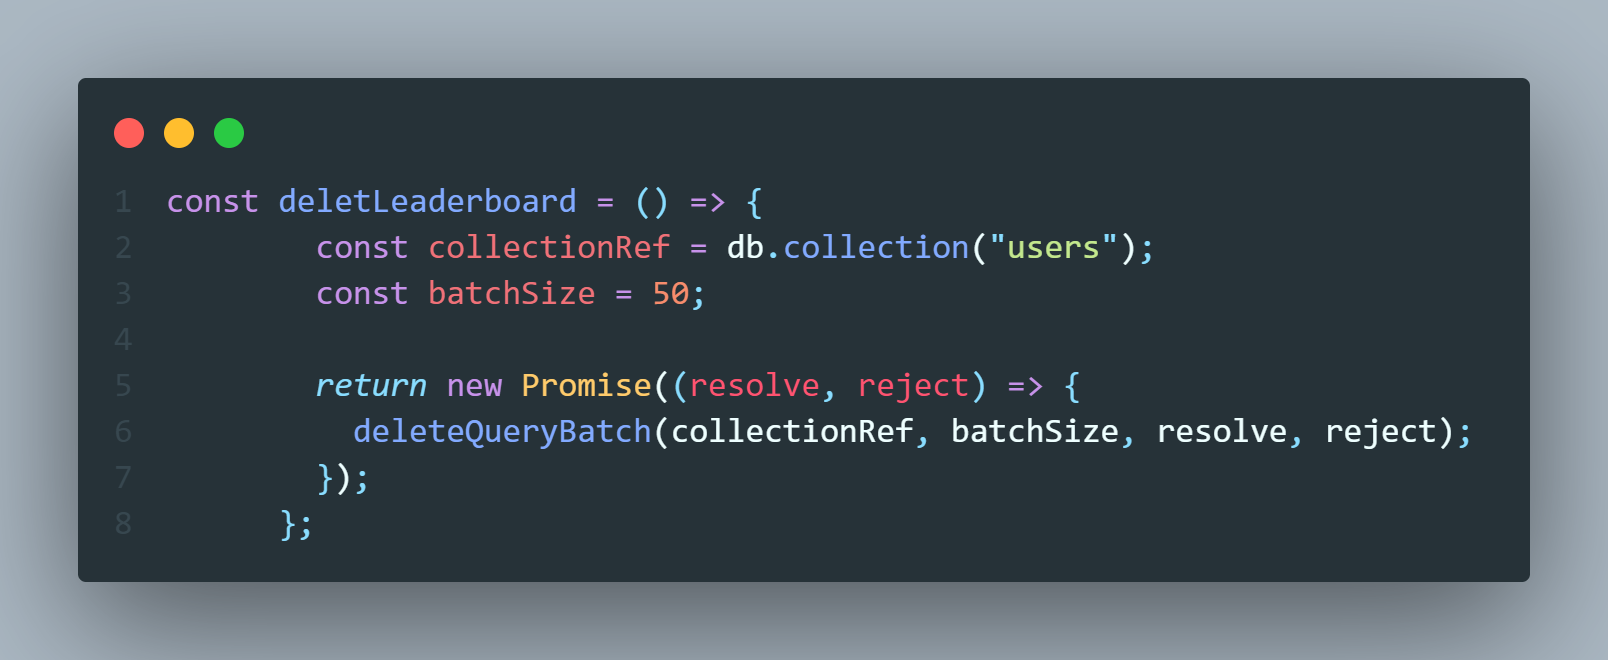 1 const deletLeaderboard = () => {
2         const collectionRef = db.collection("users");
3         const batchSize = 50;
4
5         return new Promise((resolve, reject) => {
6           deleteQueryBatch(collectionRef, batchSize, resolve, reject);
7         });
8       };